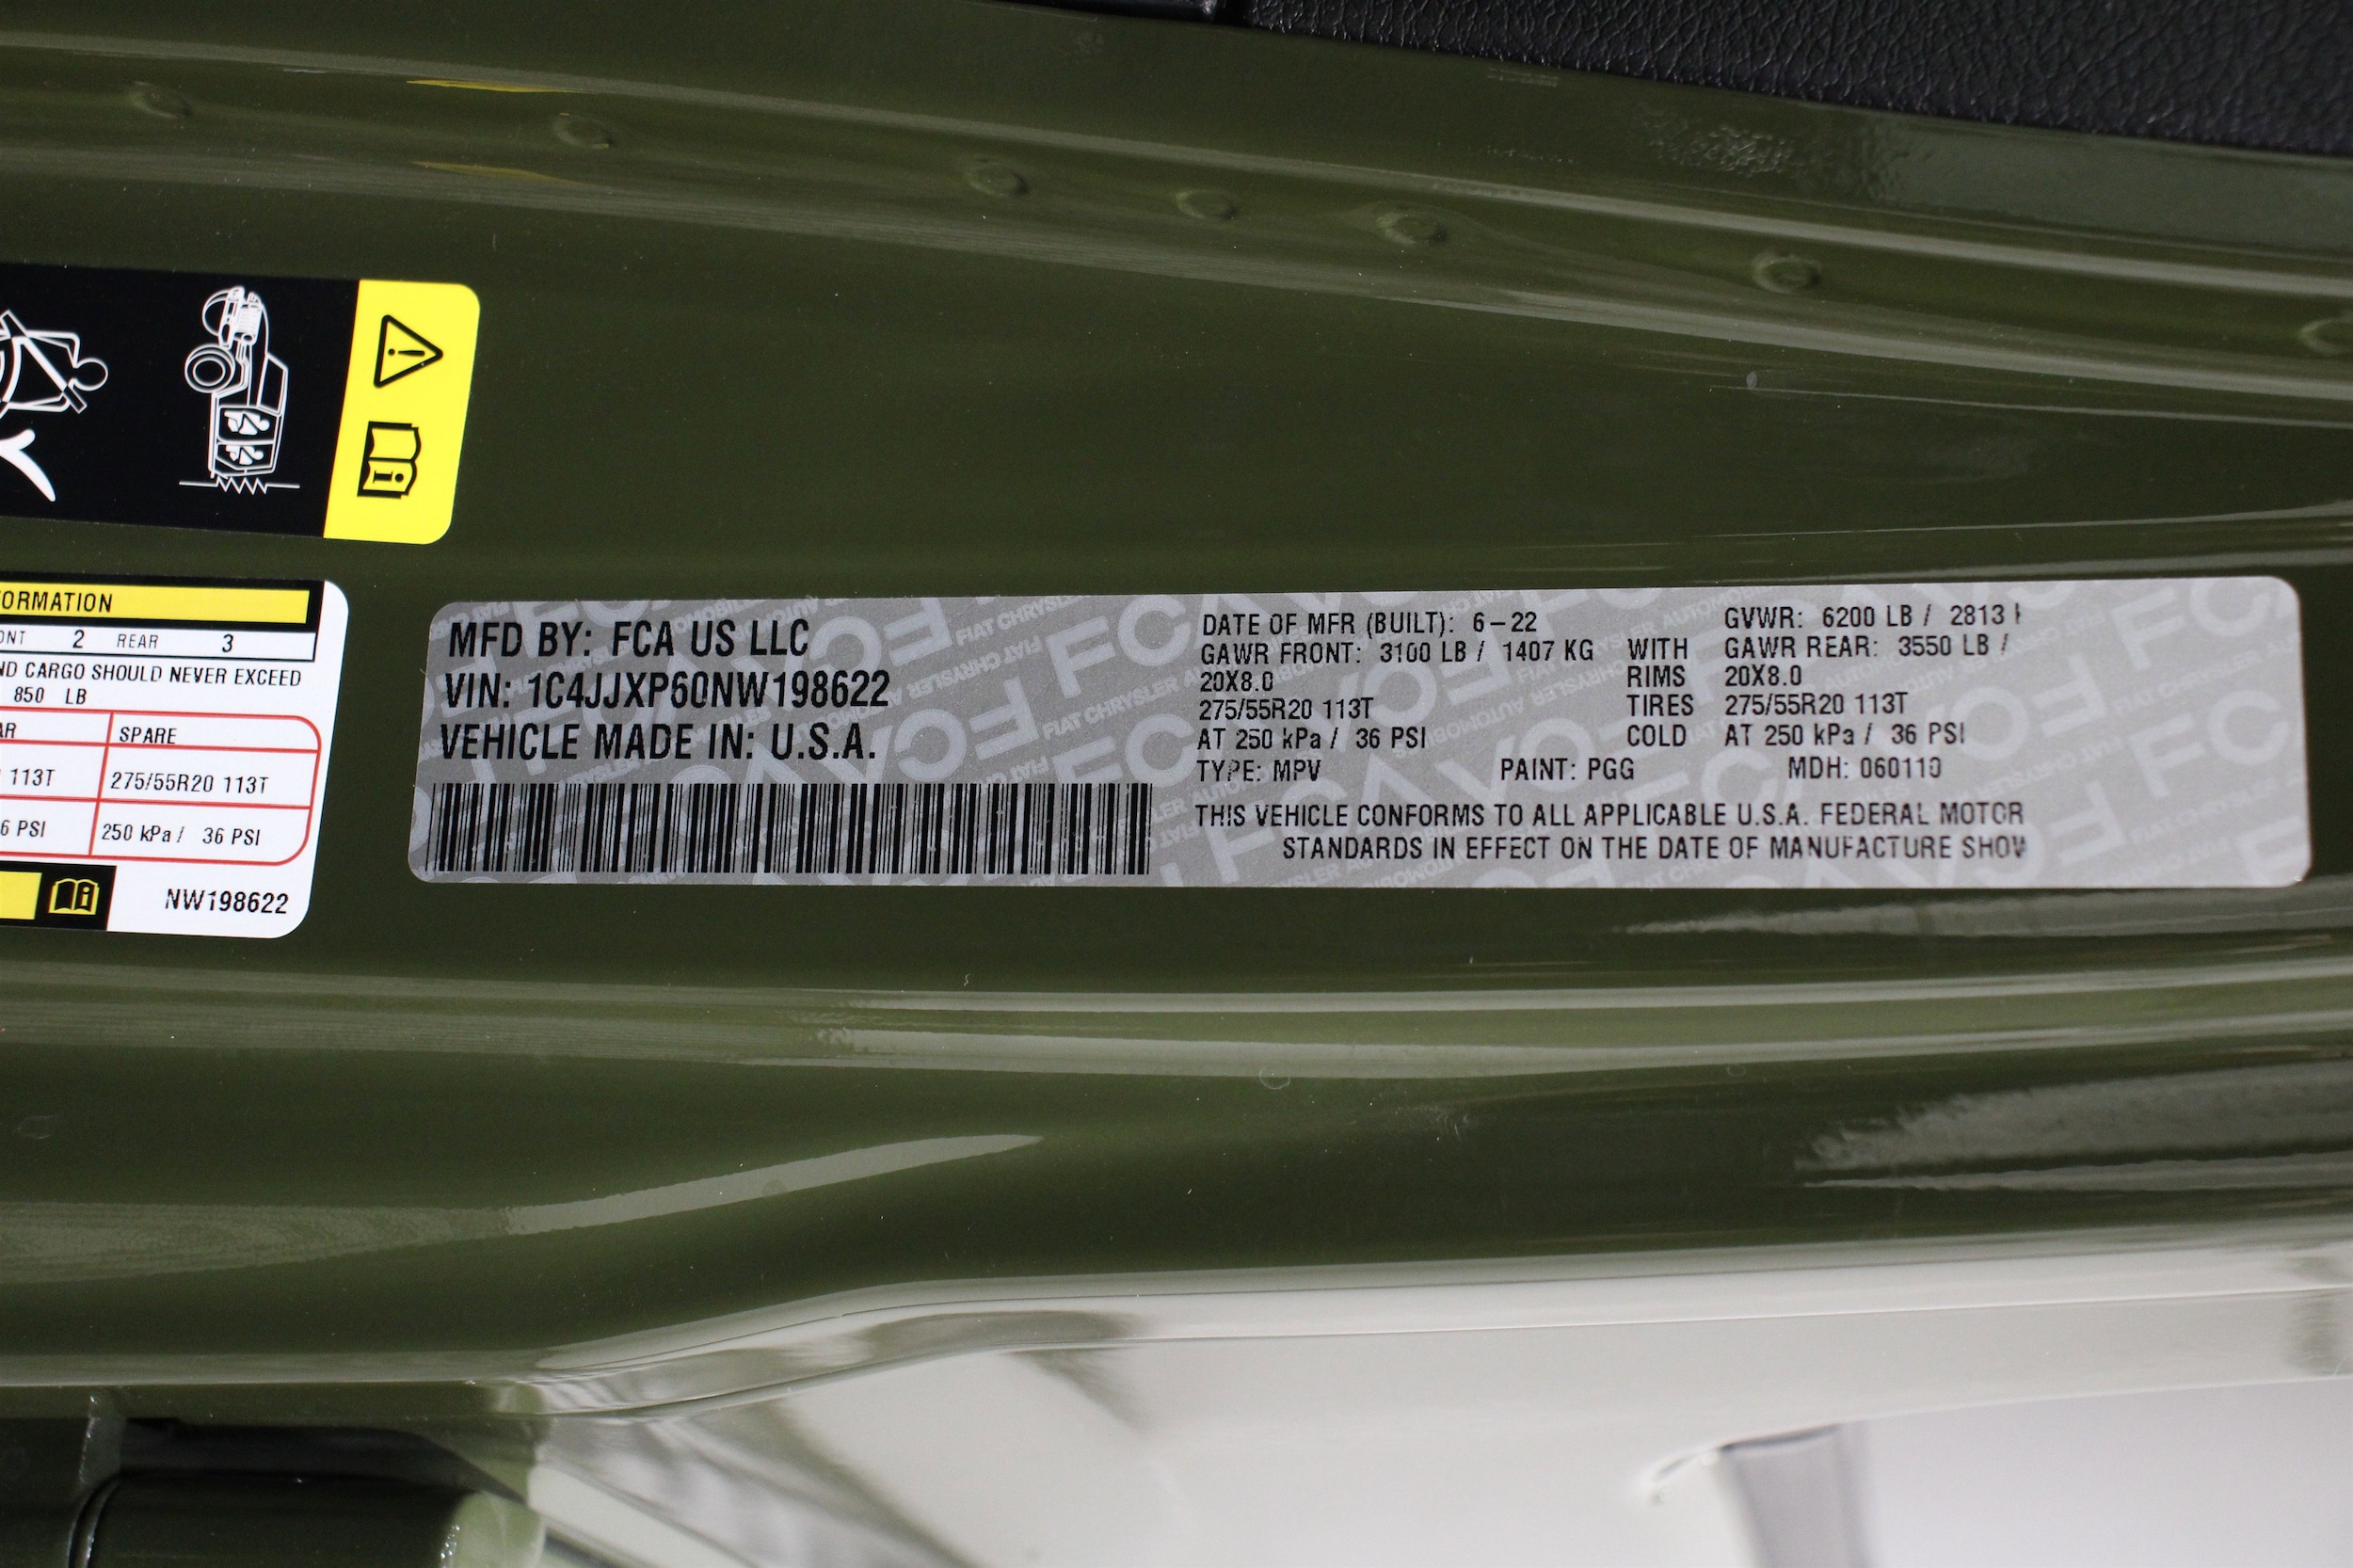 ORMATION
ONT 2 REAR 3
ND CARGO SHOULD NEVER EXCEED
850 LB
AR SPARE
113T 275/55R20 113T
6 PSI 250 kPa / 36 PSI
NW198622
MFD BY: FCA US LLC
VIN: 1C4JJXP60NW198622
VEHICLE MADE IN: U.S.A.
DATE OF MFR (BUILT): 6-22 GVWR: 6200 LB / 2813
GAWR FRONT: 3100 LB / 1407 KG WITH GAWR REAR: 3550 LB /
20X8.0 RIMS 20X8.0
275/55R20 113T TIRES 275/55R20 113T
AT 250 kPa / 36 PSI COLD AT 250 kPa / 36 PSI
TYPE: MPV PAINT: PGG MDH: 060110
THIS VEHICLE CONFORMS TO ALL APPLICABLE U.S.A. FEDERAL MOTOR
STANDARDS IN EFFECT ON THE DATE OF MANUFACTURE SHOW